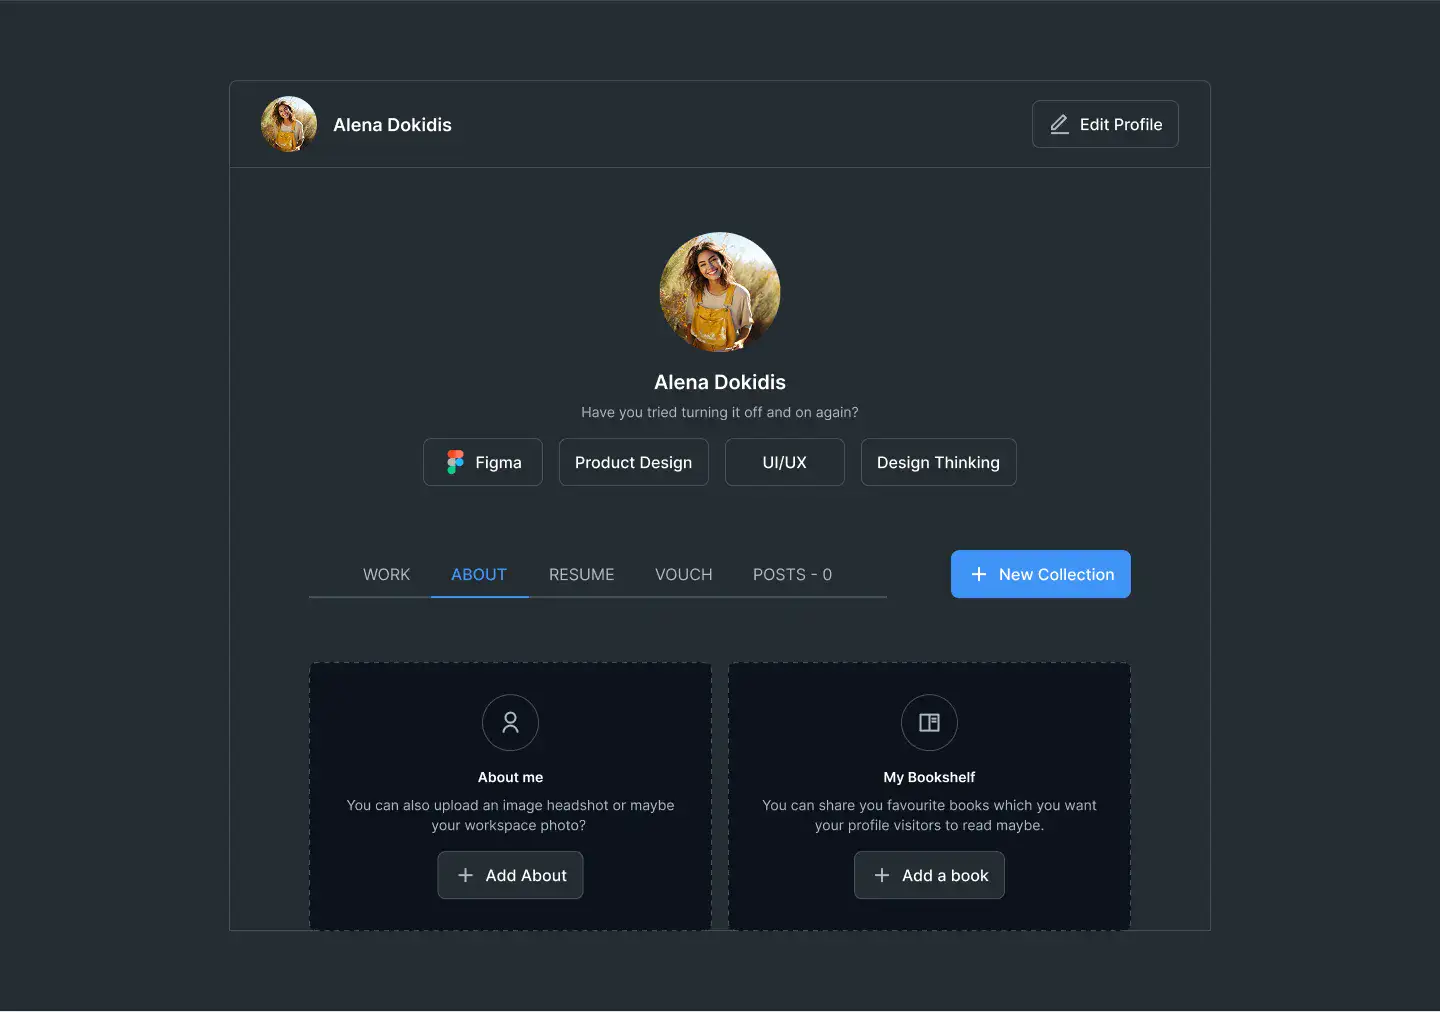 Alena Dokidis
Edit Profile
Alena Dokidis
Have you tried turning it off and on again?
Figma
Product Design
UI/UX
Design Thinking
WORK
ABOUT
RESUME
VOUCH
POSTS - 0
New Collection
About me
You can also upload an image headshot or maybe
your workspace photo?
Add About
My Bookshelf
You can share you favourite books which you want
your profile visitors to read maybe.
Add a book